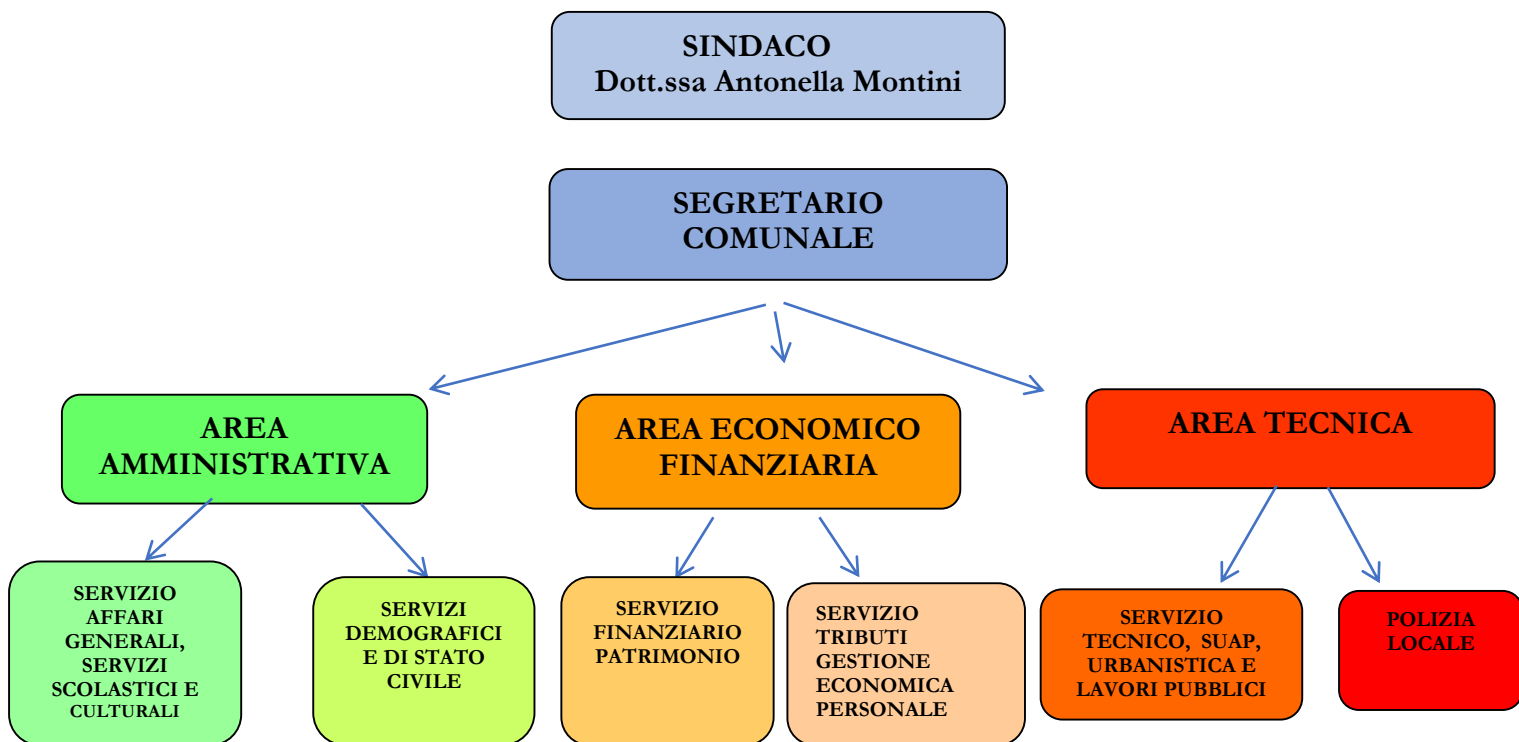 SINDACO
Dott.ssa Antonella Montini
SEGRETARIO
COMUNALE
AREA
AMMINISTRATIVA
AREA ECONOMICO
FINANZIARIA
AREA TECNICA
SERVIZIO
AFFARI
GENERALI,
SERVIZI
SCOLASTICI E
CULTURALI
SERVIZI
DEMOGRAFICI
E DI STATO
CIVILE
SERVIZIO
FINANZIARIO
PATRIMONIO
SERVIZIO
TRIBUTI
GESTIONE
ECONOMICA
PERSONALE
SERVIZIO
TECNICO, SUAP,
URBANISTICA E
LAVORI PUBBLICI
POLIZIA
LOCALE